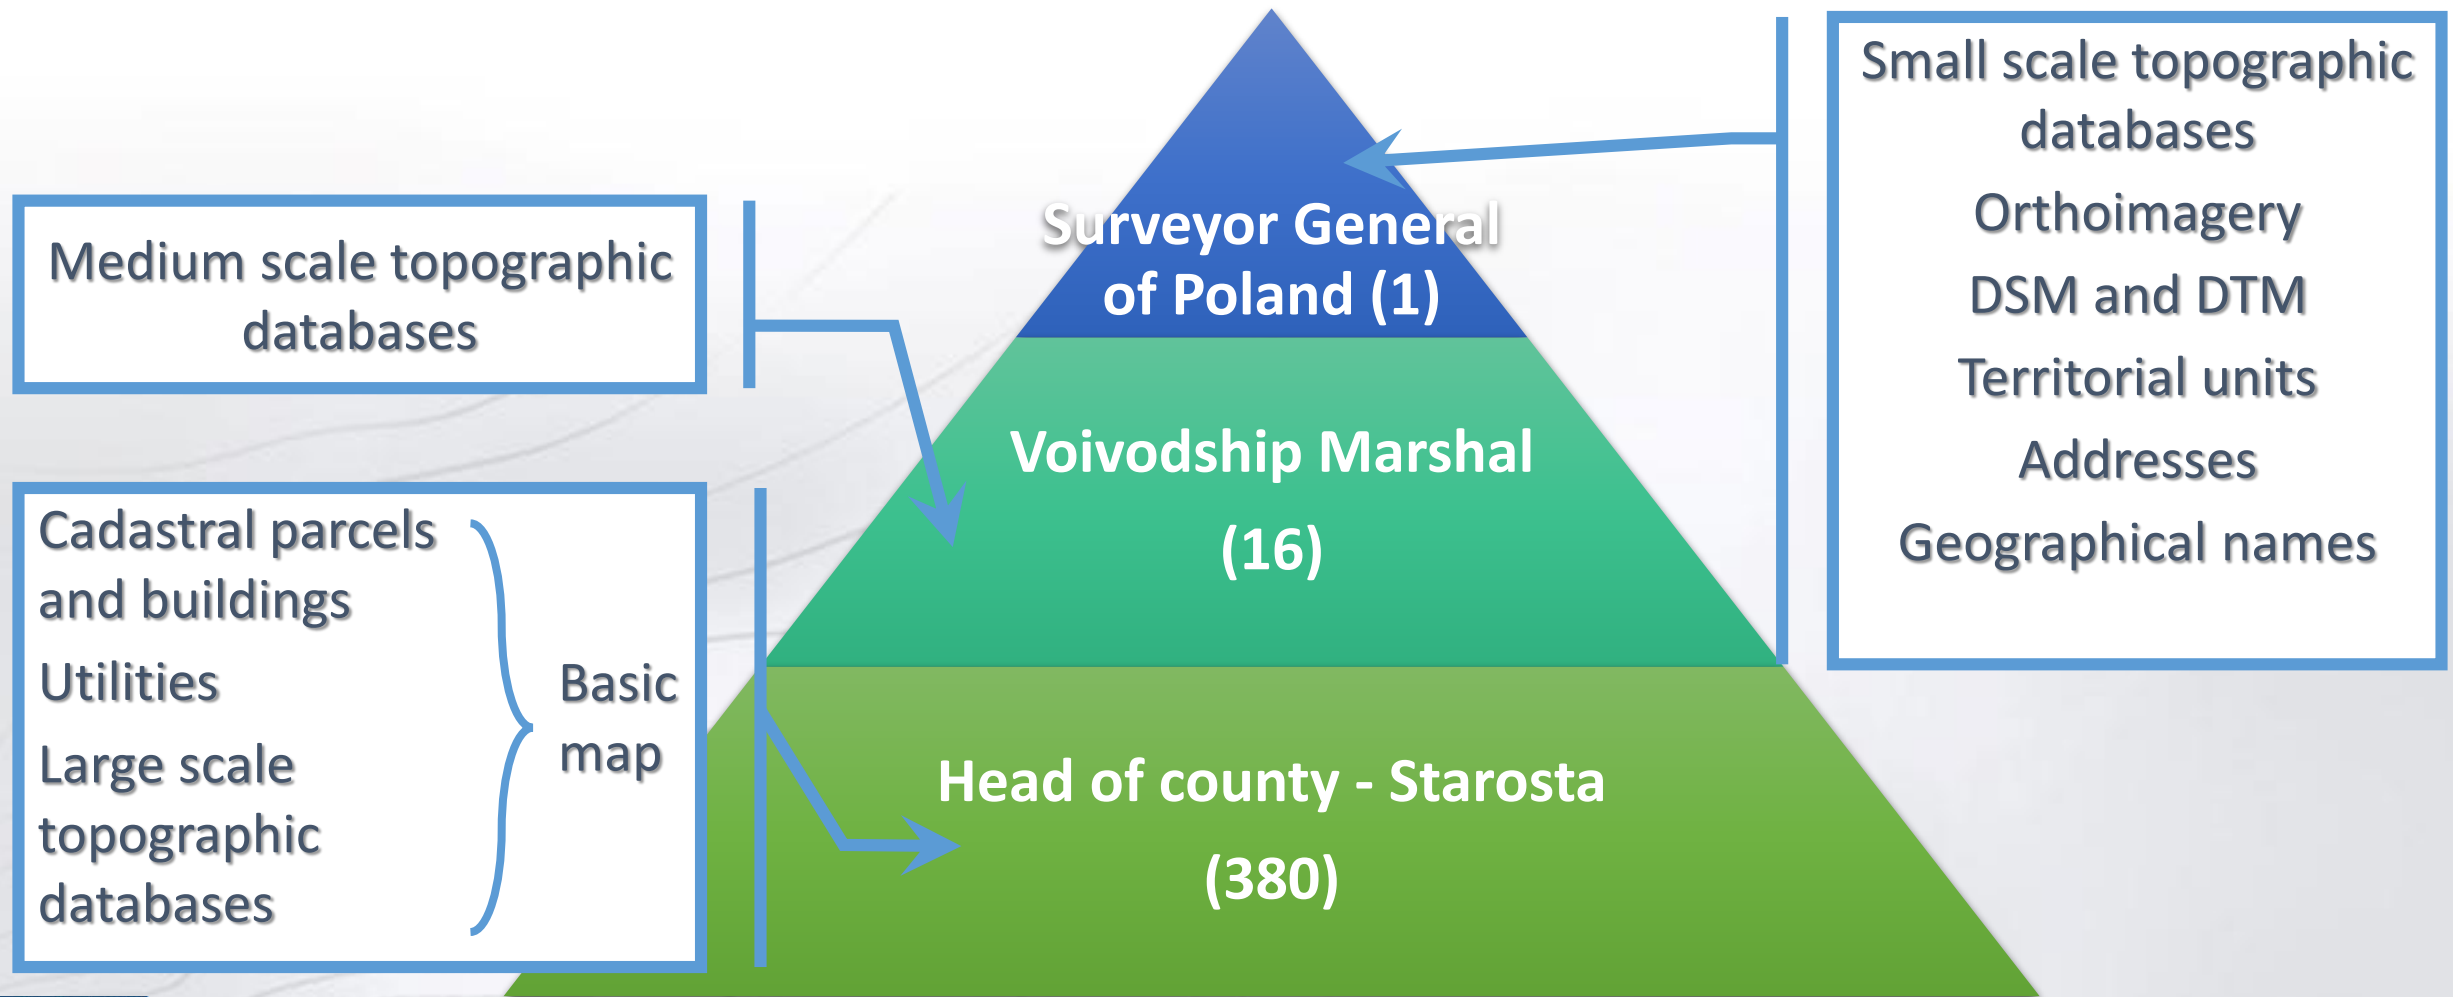 Surveyor General
of Poland (1)
Voivodship Marshal
(16)
Head of county - Starosta
(380)
Medium scale topographic
databases
Cadastral parcels
and buildings
Utilities
Large scale
topographic
databases
Basic
map
Small scale topographic
databases
Orthoimagery
DSM and DTM
Territorial units
Addresses
Geographical names